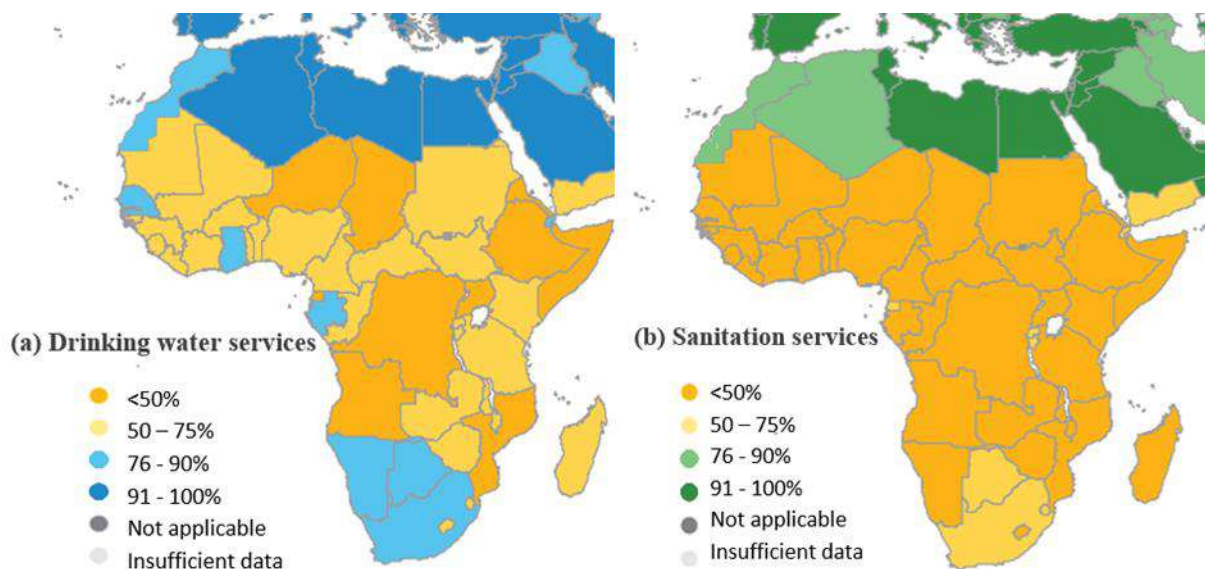 (a) Drinking water services
<50%
50 – 75%
76 - 90%
91 - 100%
Not applicable
Insufficient data
(b) Sanitation services
<50%
50 – 75%
76 - 90%
91 - 100%
Not applicable
Insufficient data